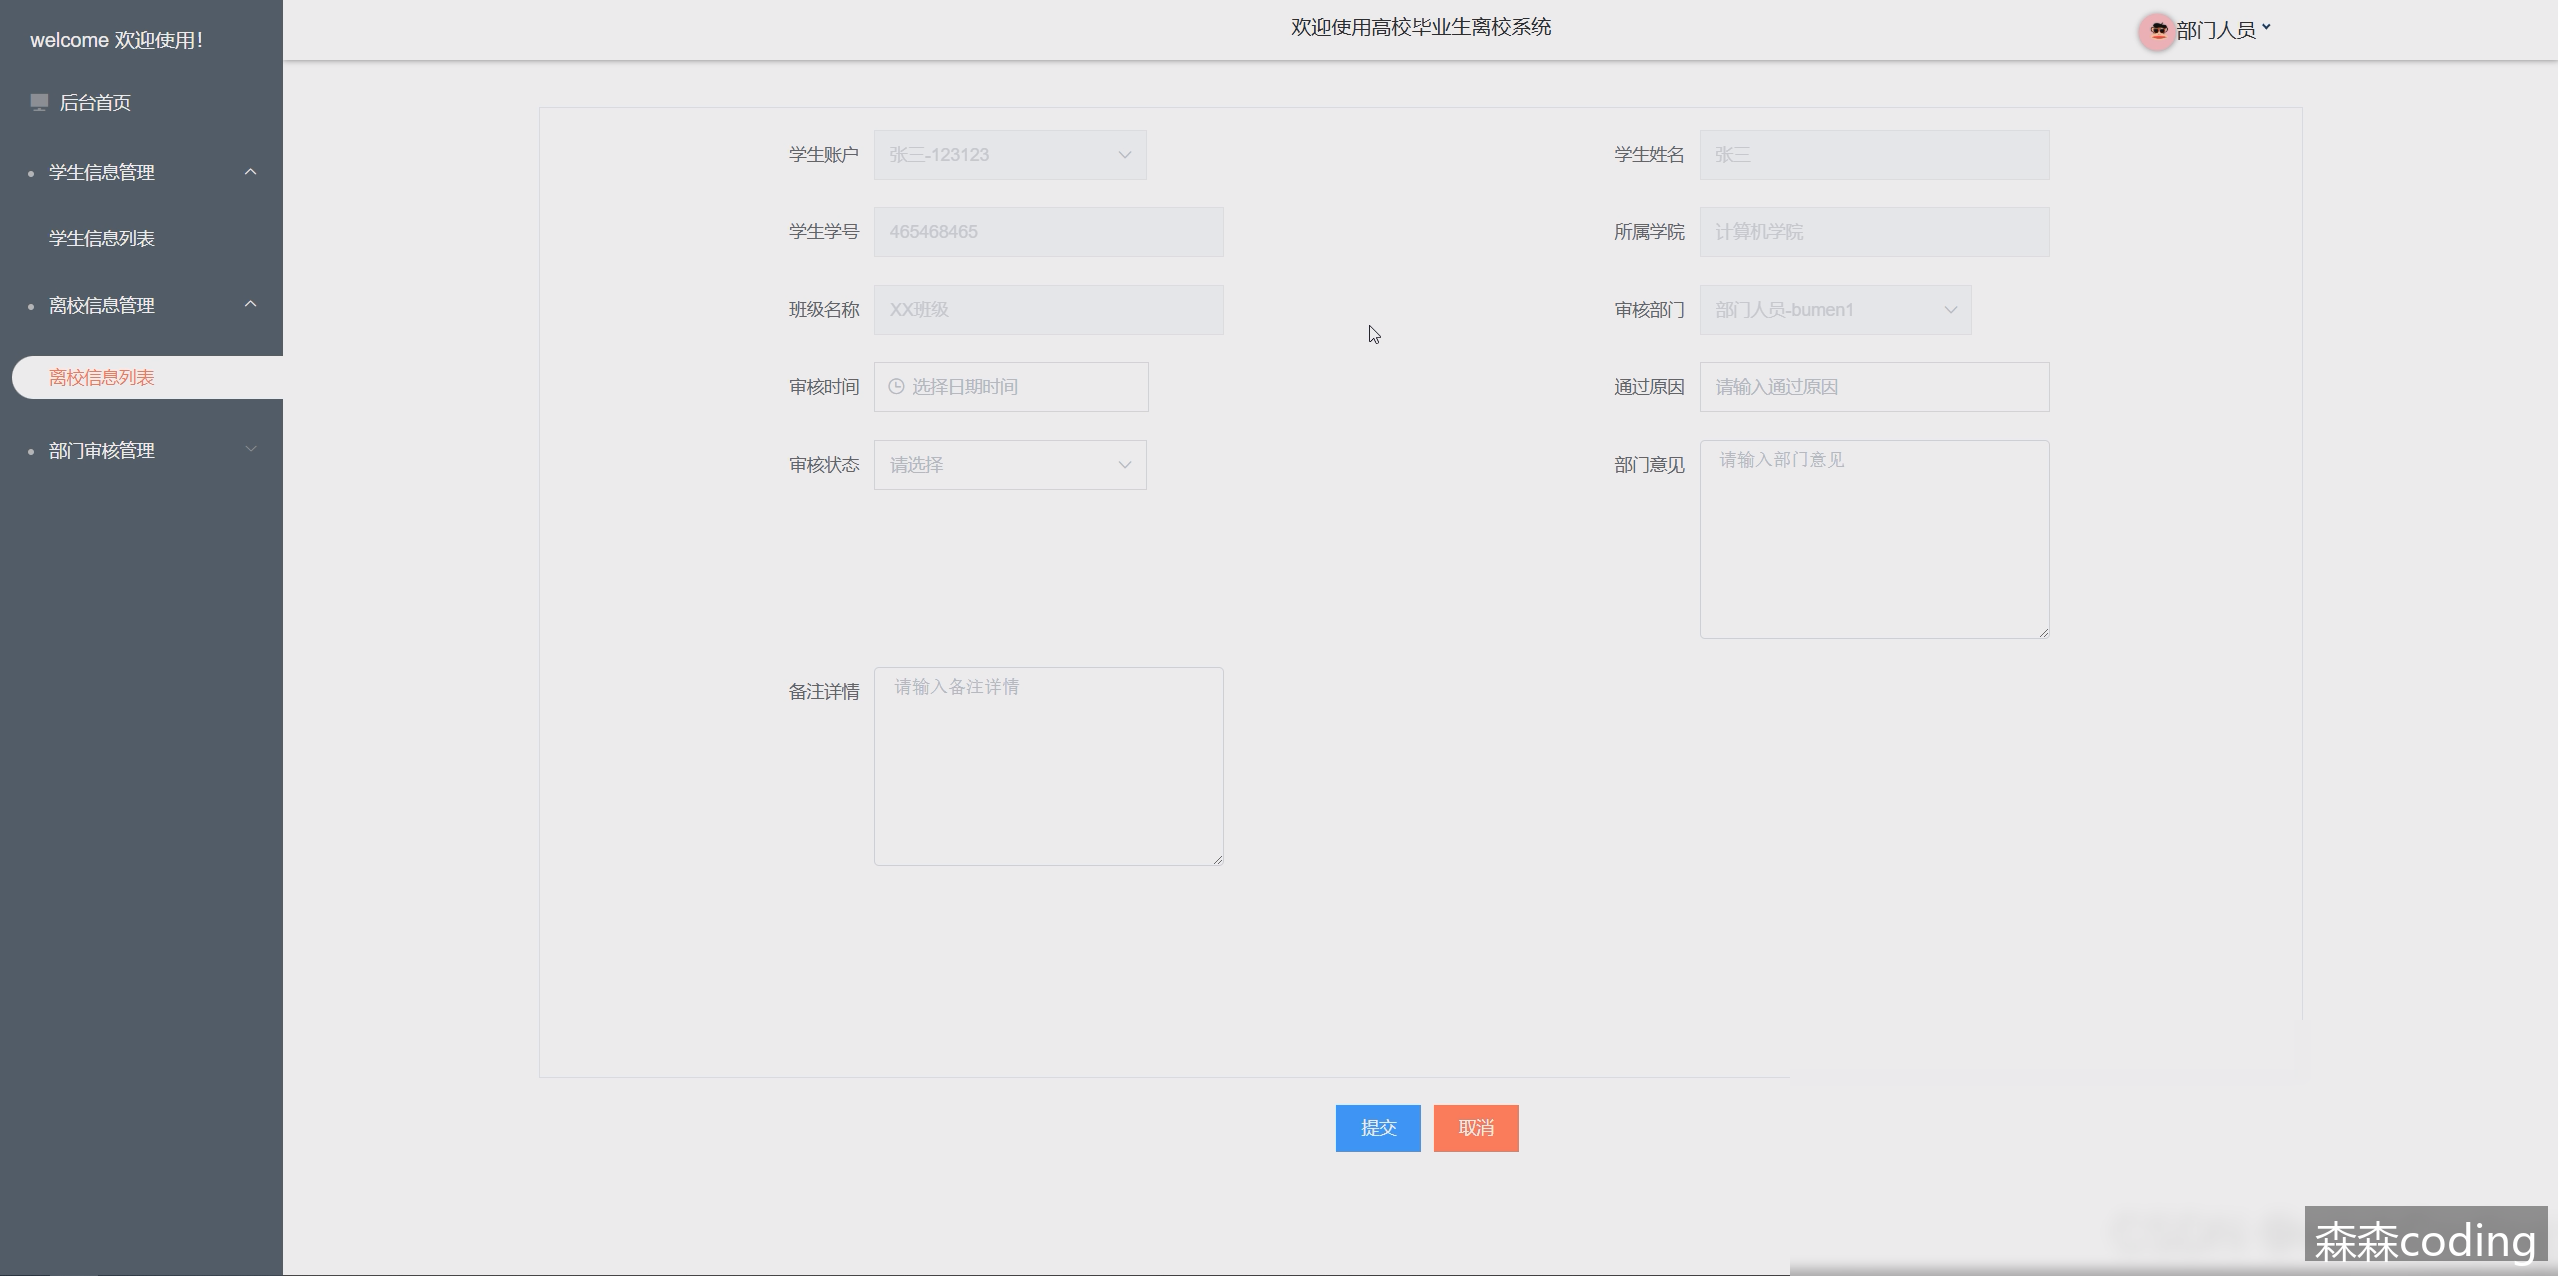 welcome 欢迎使用!
欢迎使用高校毕业生离校系统
部门人员
后台首页
学生信息管理
学生信息列表
离校信息管理
离校信息列表
部门审核管理
学生账户 张三-123123
学生姓名 张三
学生学号 465468465
所属学院 计算机学院
班级名称 XX班级
审核部门 部门人员-bumen1
审核时间 选择日期时间
通过原因 请输入通过原因
审核状态 请选择
部门意见 请输入部门意见
备注详情 请输入备注详情
提交 取消
森森coding